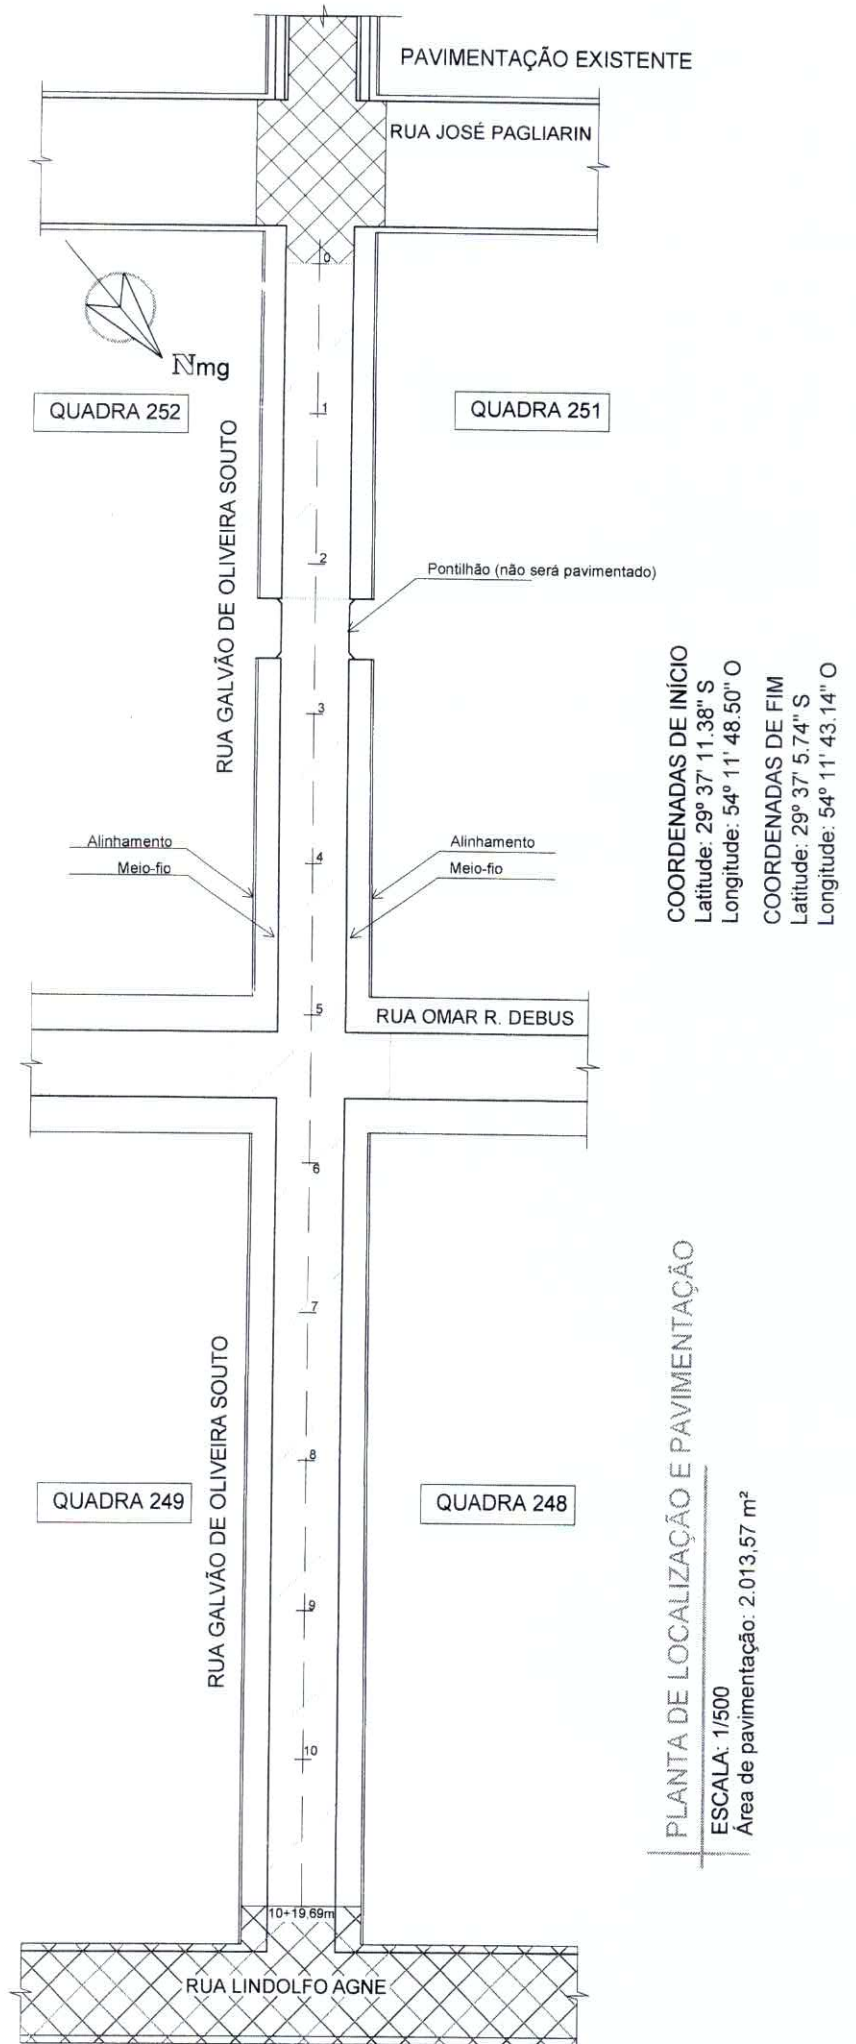 PAVIMENTAÇÃO EXISTENTE
RUA JOSÉ PAGLIARIN
0
Nmg
QUADRA 252
1
QUADRA 251
RUA GALVÃO DE OLIVEIRA SOUTO
2
Pontilhão (não será pavimentado)
3
Alinhamento
Meio-fio
4
Alinhamento
Meio-fio
5
RUA OMAR R. DEBUS
6
7
RUA GALVÃO DE OLIVEIRA SOUTO
8
QUADRA 249
QUADRA 248
9
10
10+19,69m
RUA LINDOLFO AGNE
COORDENADAS DE INÍCIO
Latitude: 29º 37' 11.38" S
Longitude: 54º 11' 48.50" O
COORDENADAS DE FIM
Latitude: 29º 37' 5.74" S
Longitude: 54º 11' 43.14" O
PLANTA DE LOCALIZAÇÃO E PAVIMENTAÇÃO
ESCALA: 1/500
Área de pavimentação: 2.013,57 m²